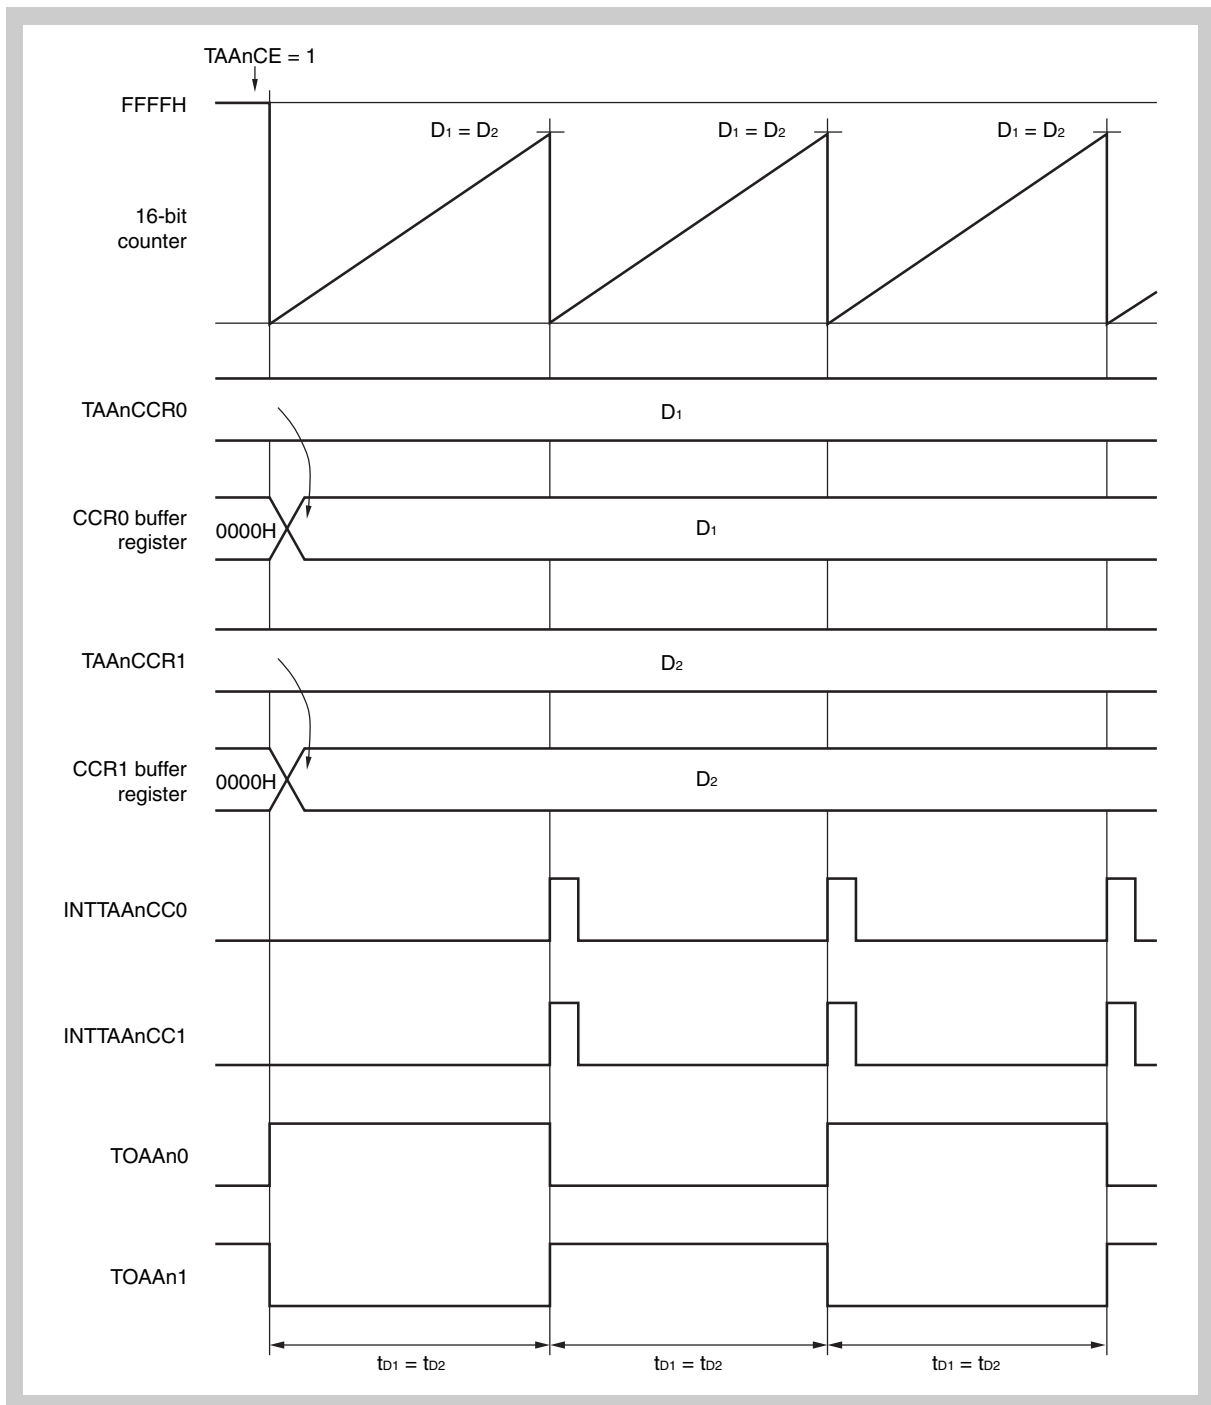 TAAnCE = 1
FFFFH
D1 = D2 D1 = D2 D1 = D2
16-bit
counter
TAAnCCR0
D1
CCR0 buffer
register
0000H
D1
TAAnCCR1
D2
CCR1 buffer
register
0000H
D2
INTTAAnCC0
INTTAAnCC1
TOAAn0
TOAAn1
tD1 = tD2 tD1 = tD2 tD1 = tD2